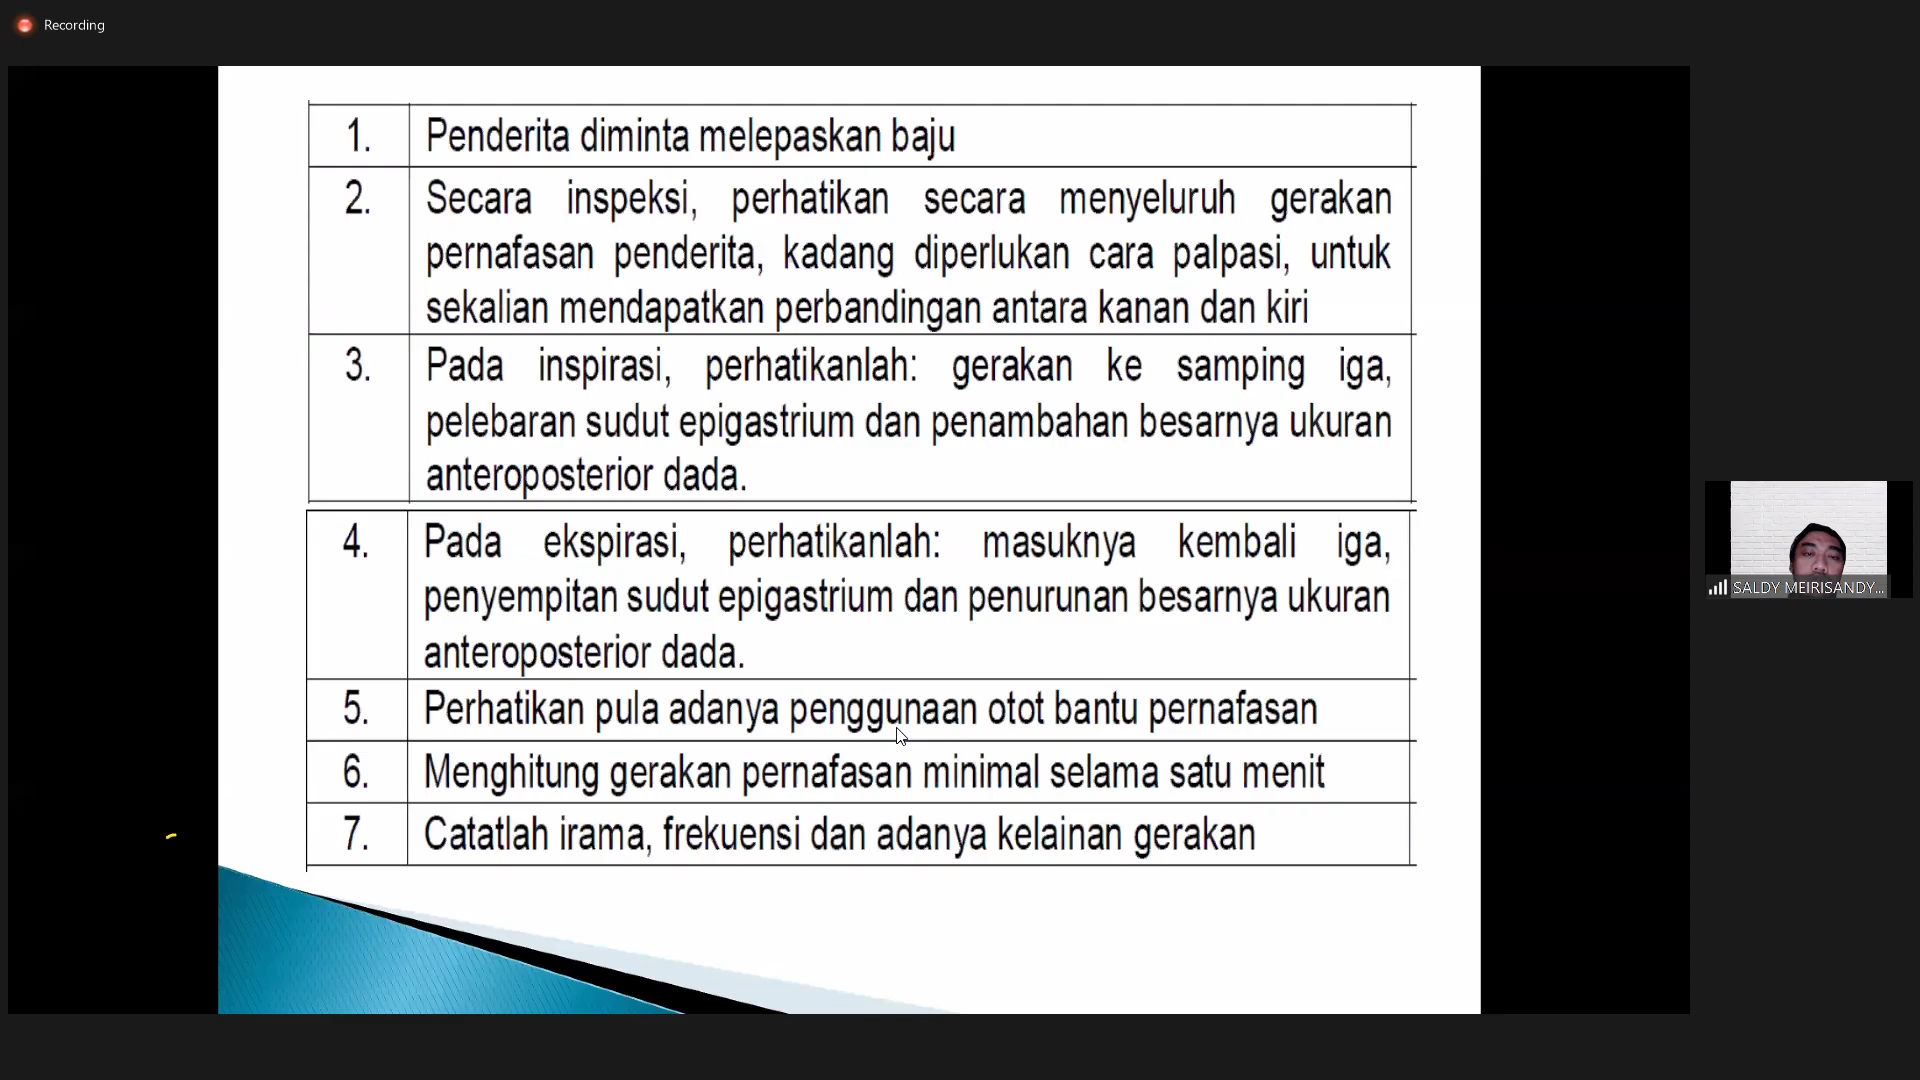 Recording
1. Penderita diminta melepaskan baju
2. Secara inspeksi, perhatikan secara menyeluruh gerakan
pernafasan penderita, kadang diperlukan cara palpasi, untuk
sekalian mendapatkan perbandingan antara kanan dan kiri
3. Pada inspirasi, perhatikanlah: gerakan ke samping iga,
pelebaran sudut epigastrium dan penambahan besarnya ukuran
anteroposterior dada.
4. Pada ekspirasi, perhatikanlah: masuknya kembali iga,
penyempitan sudut epigastrium dan penurunan besarnya ukuran
anteroposterior dada.
5. Perhatikan pula adanya penggunaan otot bantu pernafasan
6. Menghitung gerakan pernafasan minimal selama satu menit
7. Catatlah irama, frekuensi dan adanya kelainan gerakan
SALDY MEIRISANDY...